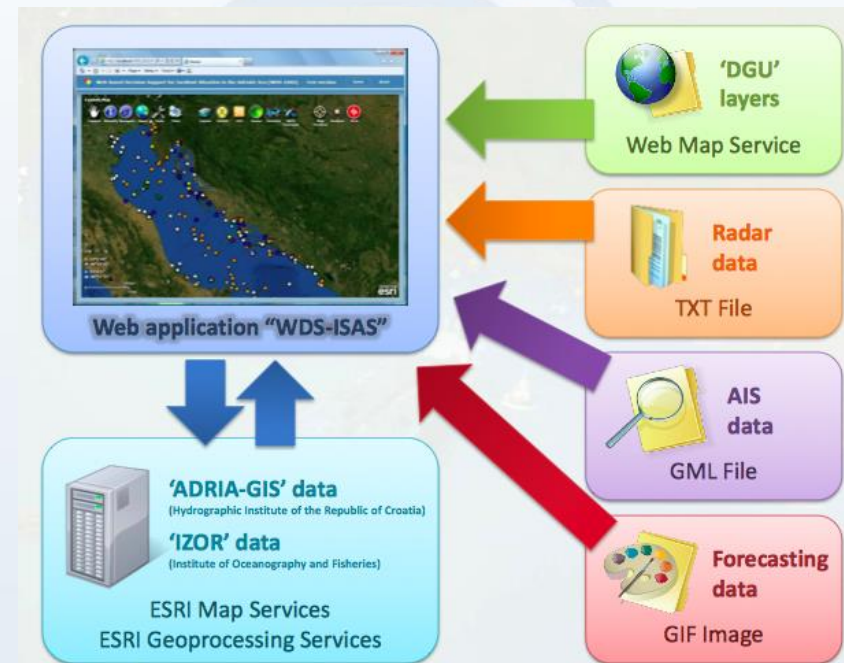 Web application “WDS-ISAS”
esri
‘DGU’
layers
Web Map Service
Radar
data
TXT File
AIS
data
GML File
Forecasting
data
GIF Image
‘ADRIA-GIS’ data
(Hydrographic Institute of the Republic of Croatia)
‘IZOR’ data
(Institute of Oceanography and Fisheries)
ESRI Map Services
ESRI Geoprocessing Services